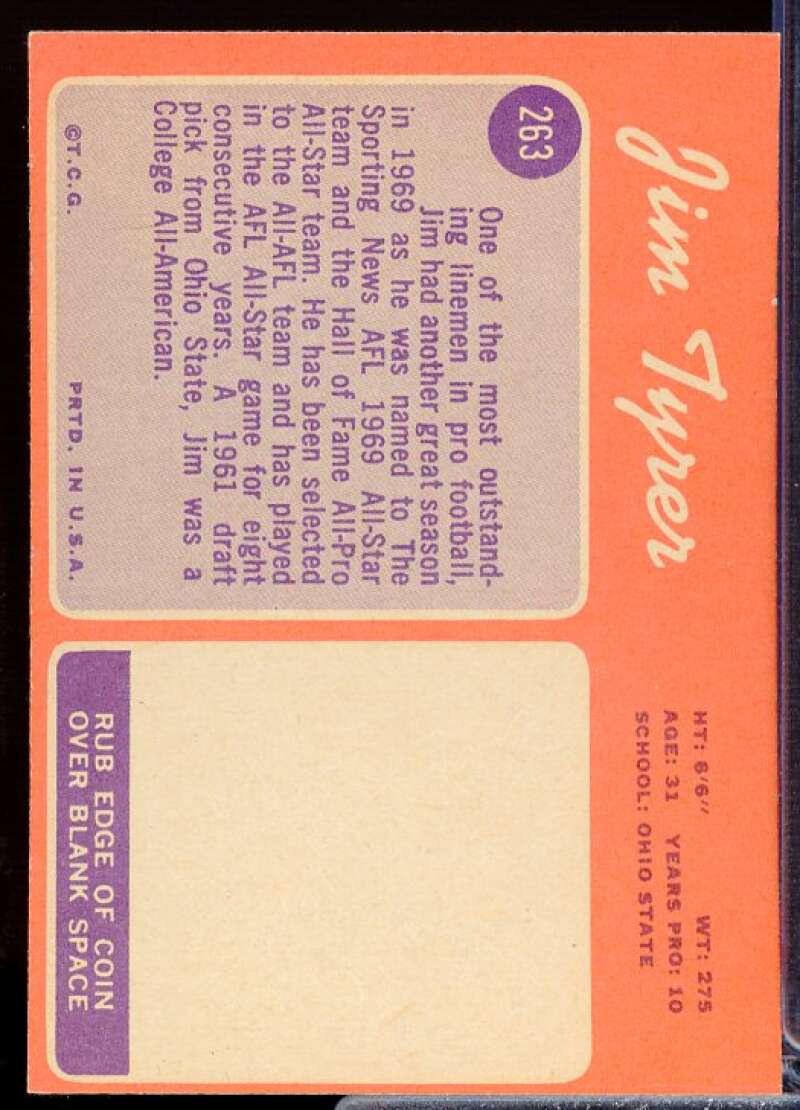 Jim Tyrer
HT: 6'6" WT: 275
AGE: 31 YEARS PRO: 10
SCHOOL: OHIO STATE
263
One of the most outstand-
ing linemen in pro football,
Jim had another great season
in 1969 as he was named to The
Sporting News AFL 1969 All-Star
team and the Hall of Fame All-Pro
All-Star team. He has been selected
to the All-AFL team and has played
in the AFL All-Star game for eight
consecutive years. A 1961 draft
pick from Ohio State, Jim was a
College All-American.
©T.C.G. PRTD. IN U.S.A.
RUB EDGE OF COIN
OVER BLANK SPACE